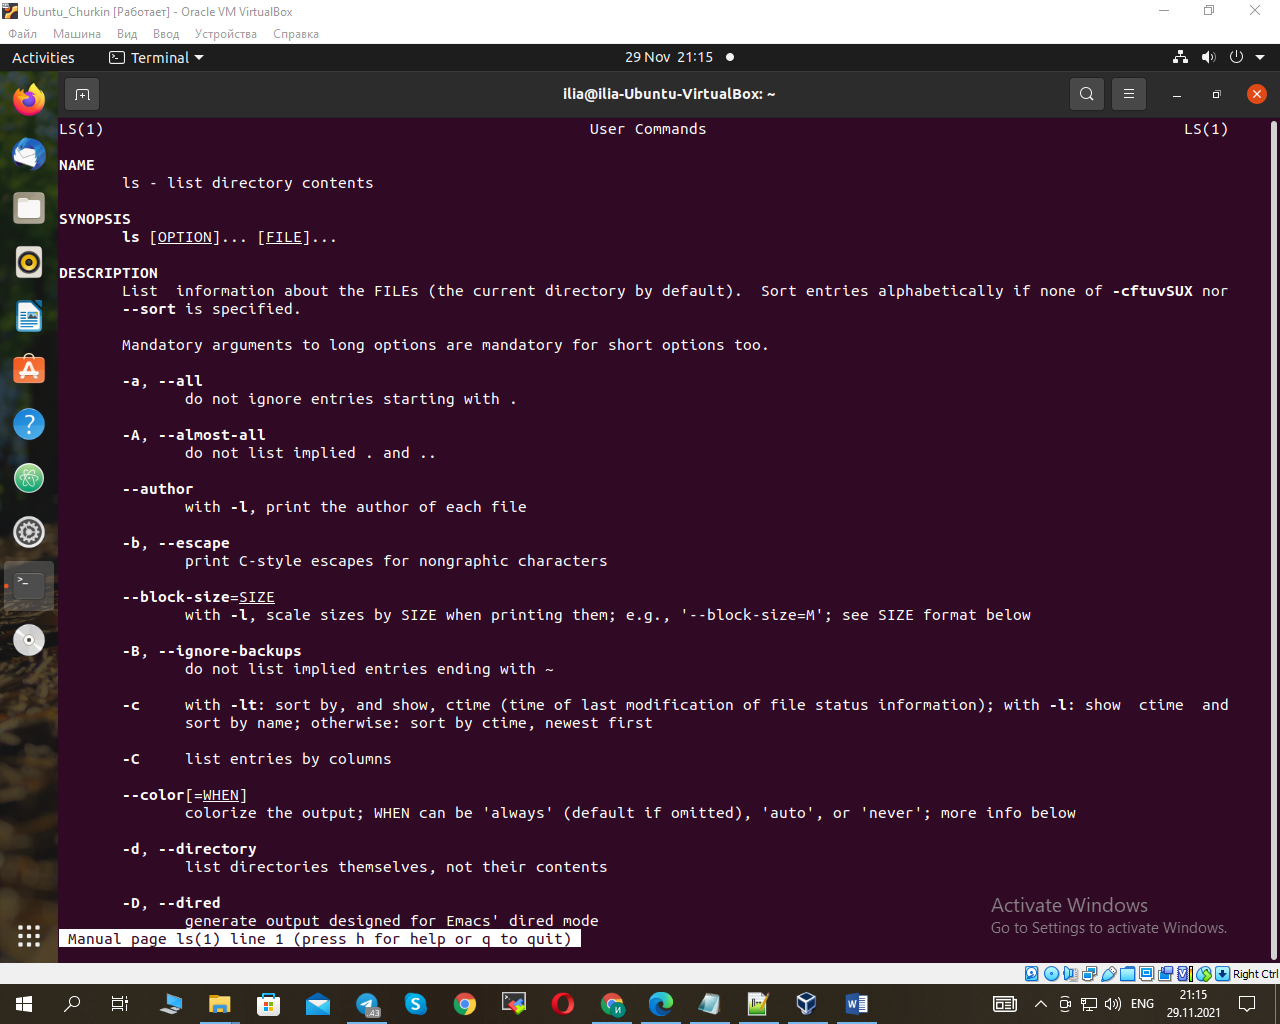 Ubuntu_Churkin [Работает] - Oracle VM VirtualBox
Файл Машина Вид Ввод Устройства Справка
Activities Terminal 29 Nov 21:15
ilia@ilia-Ubuntu-VirtualBox: ~
LS(1) User Commands LS(1)
NAME
ls - list directory contents
SYNOPSIS
ls [OPTION]... [FILE]...
DESCRIPTION
List  information about the FILEs (the current directory by default).  Sort entries alphabetically if none of -cftuvSUX nor
--sort is specified.
Mandatory arguments to long options are mandatory for short options too.
-a, --all
do not ignore entries starting with .
-A, --almost-all
do not list implied . and ..
--author
with -l, print the author of each file
-b, --escape
print C-style escapes for nongraphic characters
--block-size=SIZE
with -l, scale sizes by SIZE when printing them; e.g., '--block-size=M'; see SIZE format below
-B, --ignore-backups
do not list implied entries ending with ~
-c     with -lt: sort by, and show, ctime (time of last modification of file status information); with -l: show  ctime  and
sort by name; otherwise: sort by ctime, newest first
-C     list entries by columns
--color[=WHEN]
colorize the output; WHEN can be 'always' (default if omitted), 'auto', or 'never'; more info below
-d, --directory
list directories themselves, not their contents
-D, --dired
generate output designed for Emacs' dired mode
Manual page ls(1) line 1 (press h for help or q to quit)
Activate Windows
Go to Settings to activate Windows.
Right Ctrl
43
ENG
21:15
29.11.2021